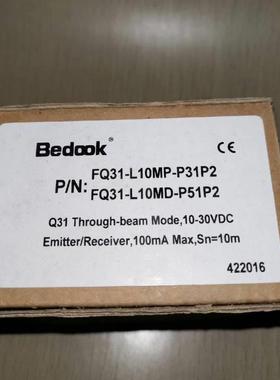 Bedook®
CE
P/N: FQ31-L10MP-P31P2
FQ31-L10MD-P51P2
Q31 Through-beam Mode,10-30VDC
Emitter/Receiver,100mA Max,Sn=10m
422016